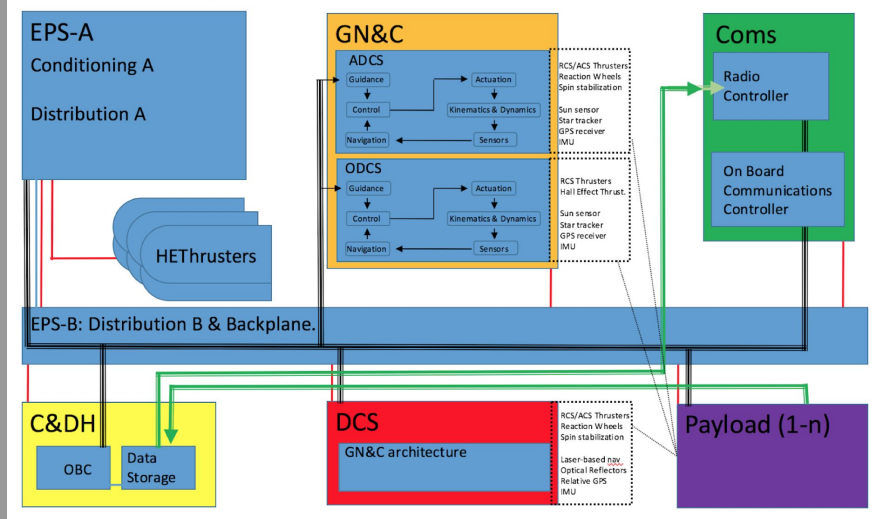 EPS-A
Conditioning A
Distribution A
HEThrusters
GN&C
ADCS
Guidance
Actuation
Control
Kinematics & Dynamics
Navigation
Sensors
RCS/ACS Thrusters
Reaction Wheels
Spin stabilization
Sun sensor
Star tracker
GPS receiver
IMU
ODCS
Guidance
Actuation
Control
Kinematics & Dynamics
Navigation
Sensors
RCS Thrusters
Hall Effect Thrust.
Sun sensor
Star tracker
GPS receiver
IMU
Coms
Radio
Controller
On Board
Communications
Controller
EPS-B: Distribution B & Backplane.
C&DH
OBC
Data
Storage
DCS
GN&C architecture
RCS/ACS Thrusters
Reaction Wheels
Spin stabilization
Laser-based nav
Optical Reflectors
Relative GPS
IMU
Payload (1-n)